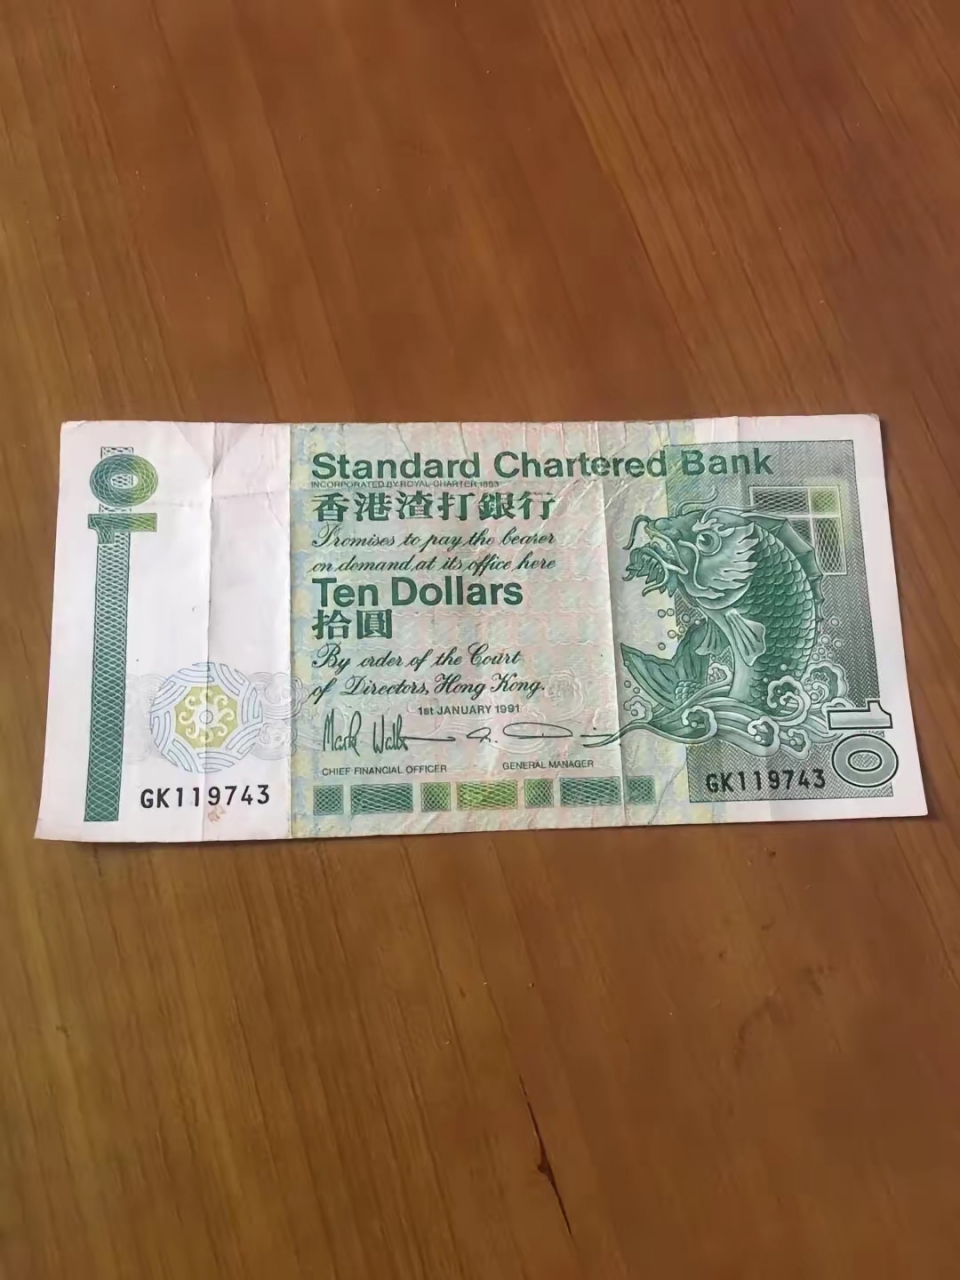 10
Standard Chartered Bank
INCORPORATED BY ROYAL CHARTER 1853
香港渣打銀行
Promises to pay the bearer
on demand at its office here
Ten Dollars
拾圓
By order of the Court
of Directors, Hong Kong.
1st JANUARY 1991
CHIEF FINANCIAL OFFICER GENERAL MANAGER
GK119743
GK119743
10